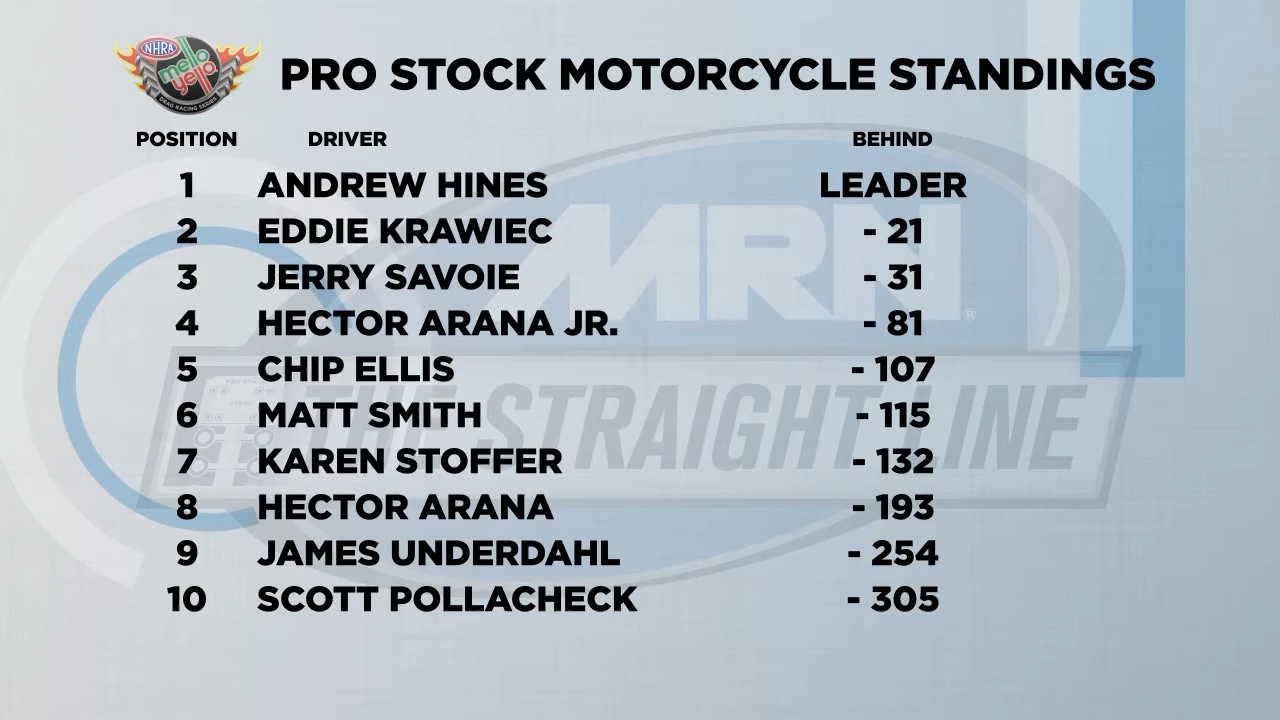 NHRA
mello
yello
DRAG RACING SERIES
PRO STOCK MOTORCYCLE STANDINGS
POSITION DRIVER BEHIND
1 ANDREW HINES LEADER
2 EDDIE KRAWIEC - 21
3 JERRY SAVOIE - 31
4 HECTOR ARANA JR. - 81
5 CHIP ELLIS - 107
6 MATT SMITH - 115
7 KAREN STOFFER - 132
8 HECTOR ARANA - 193
9 JAMES UNDERDAHL - 254
10 SCOTT POLLACHECK - 305
MRN®
THE STRAIGHT LINE